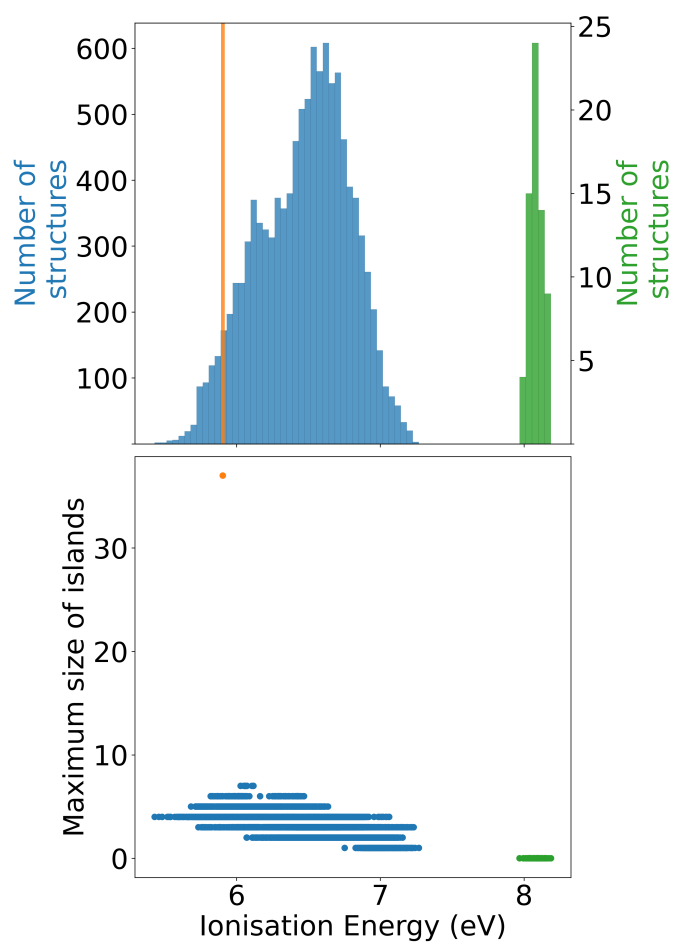 600
500
400
300
200
100
Number of
structures
25
20
15
10
5
Number of
structures
30
20
10
0
Maximum size of islands
6 7 8
Ionisation Energy (eV)